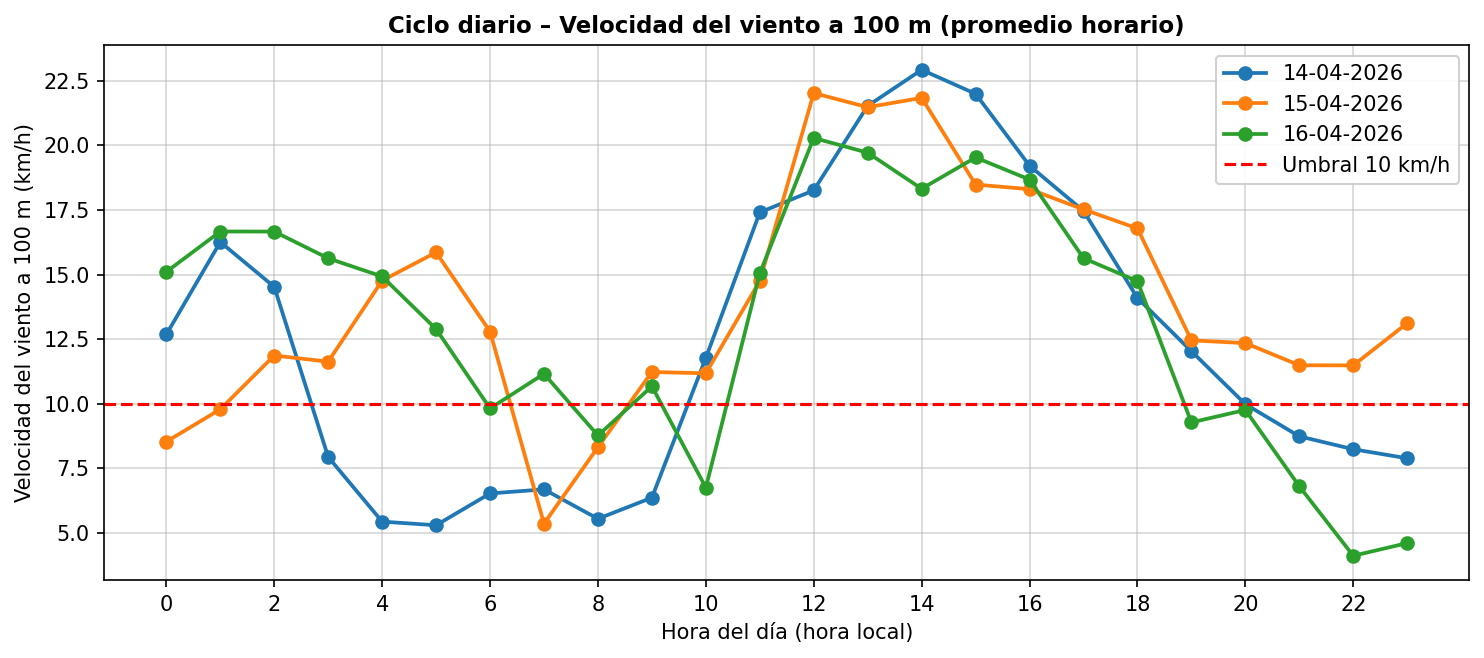 Ciclo diario – Velocidad del viento a 100 m (promedio horario)
Velocidad del viento a 100 m (km/h)
22.5
20.0
17.5
15.0
12.5
10.0
7.5
5.0
14-04-2026
15-04-2026
16-04-2026
Umbral 10 km/h
0 2 4 6 8 10 12 14 16 18 20 22
Hora del día (hora local)